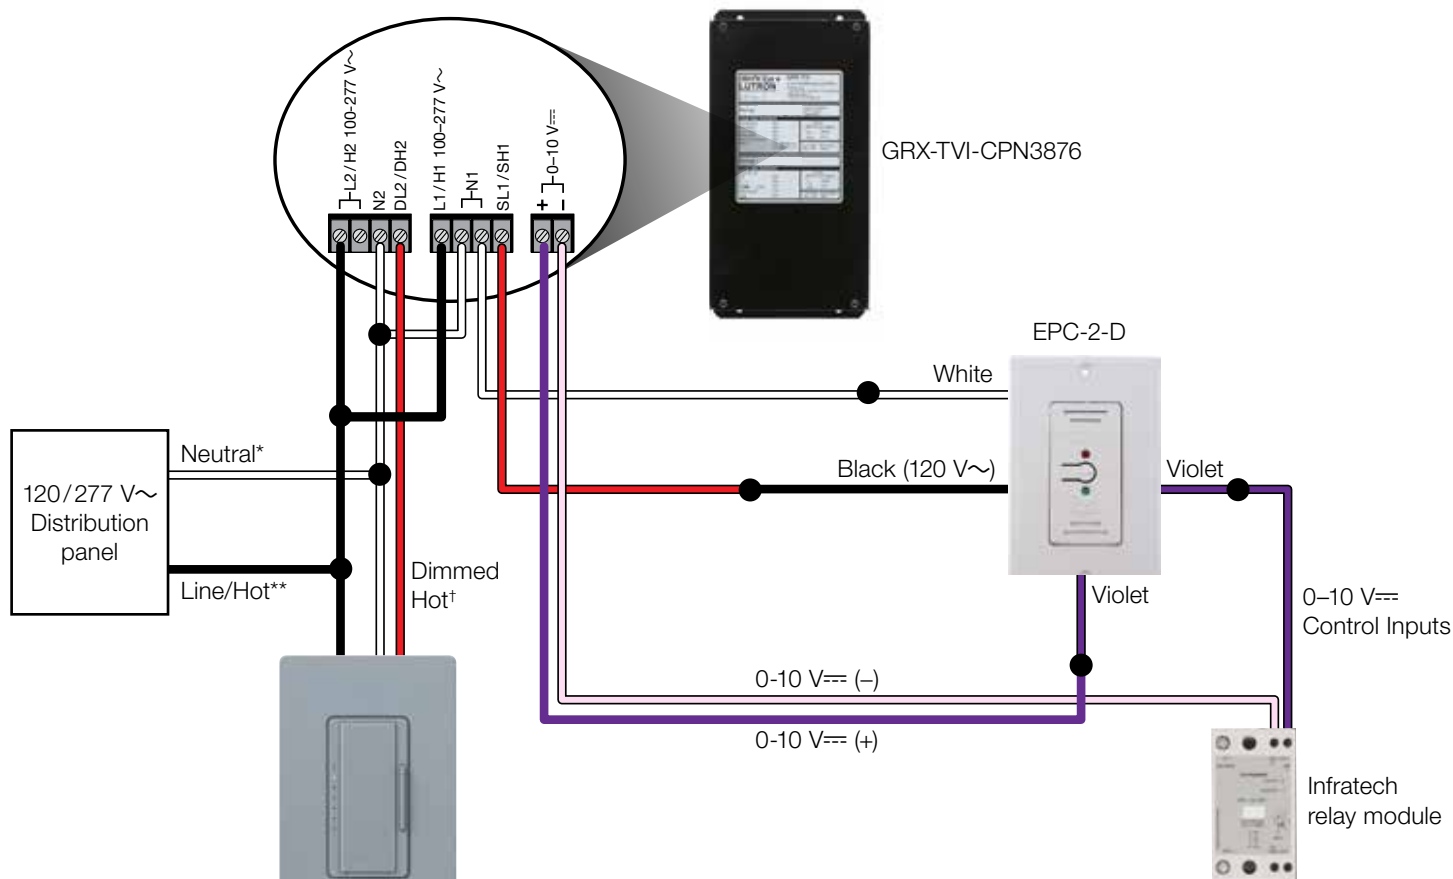 L2/H2 100-277 V~
N2
DL2/DH2
L1/H1 100–277 V~
N1
SL1/SH1
+
0–10 V⎓
–
LUTRON
GRX-TVI-CPN3876
EPC-2-D
White
Neutral*
120/277 V~
Distribution
panel
Black (120 V~)
Violet
Line/Hot**
Dimmed
Hot†
Violet
0–10 V⎓
Control Inputs
0-10 V⎓ (–)
0-10 V⎓ (+)
Infratech
relay module